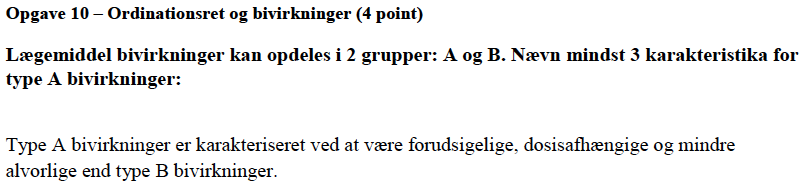 Opgave 10 – Ordinationsret og bivirkninger (4 point)
Lægemiddel bivirkninger kan opdeles i 2 grupper: A og B. Nævn mindst 3 karakteristika for
type A bivirkninger:
Type A bivirkninger er karakteriseret ved at være forudsigelige, dosisafhængige og mindre
alvorlige end type B bivirkninger.